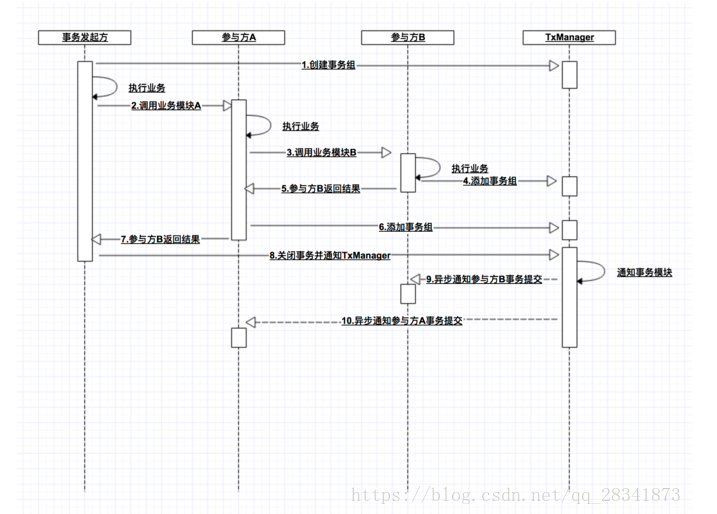 事务发起方
参与方A
参与方B
TxManager
1.创建事务组
执行业务
2.调用业务模块A
执行业务
3.调用业务模块B
执行业务
4.添加事务组
5.参与方B返回结果
6.添加事务组
7.参与方B返回结果
8.关闭事务并通知TxManager
通知事务模块
9.异步通知参与方B事务提交
10.异步通知参与方A事务提交
https://blog.csdn.net/qq_28341873